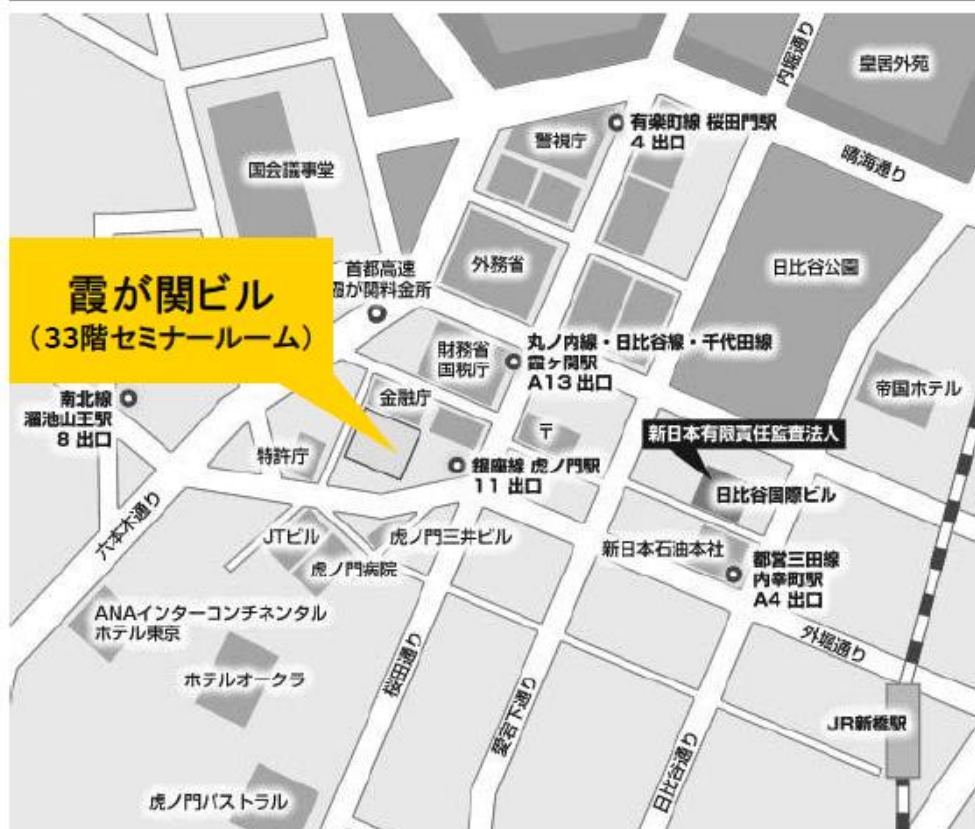 内堀通り
皇居外苑
有楽町線 桜田門駅
4 出口
警視庁
晴海通り
国会議事堂
外務省
日比谷公園
首都高速
霞が関料金所
霞が関ビル
(33階セミナールーム)
財務省
国税庁
丸ノ内線・日比谷線・千代田線
霞ヶ関駅
A13 出口
帝国ホテル
金融庁
南北線
溜池山王駅
8 出口
〒
新日本有限責任監査法人
特許庁
銀座線 虎ノ門駅
11 出口
日比谷国際ビル
六本木通り
JTビル
虎ノ門三井ビル
虎ノ門病院
新日本石油本社
都営三田線
内幸町駅
A4 出口
ANAインターコンチネンタル
ホテル東京
外堀通り
ホテルオークラ
桜田通り
愛宕下通り
日比谷通り
JR新橋駅
虎ノ門パストラル